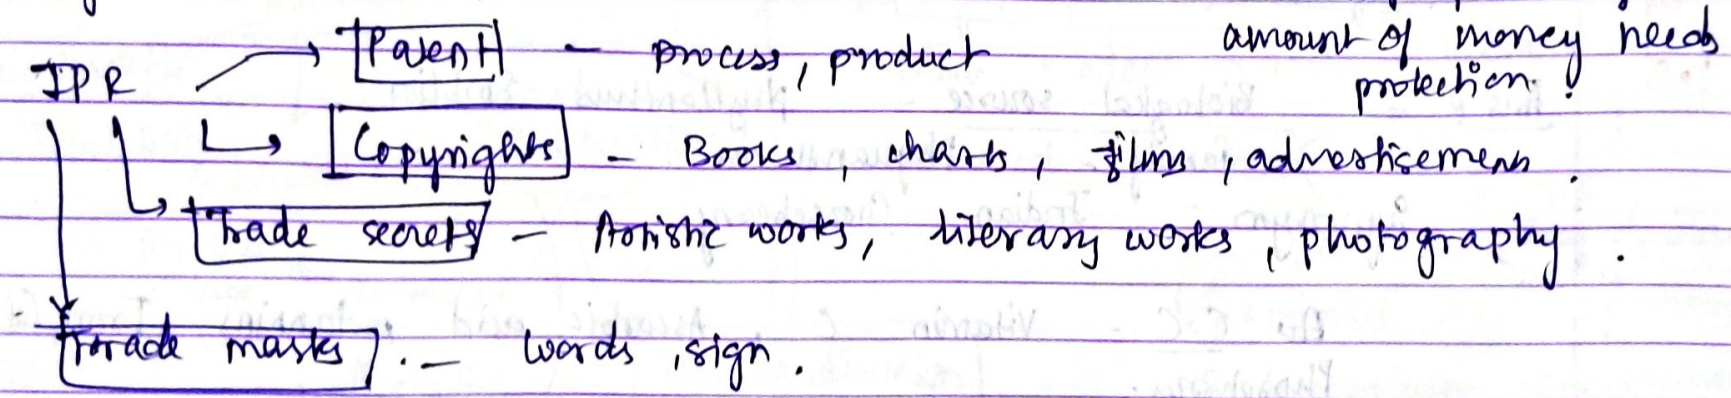 amount of money needs
protection.
IPR → Patent – process, product
→ Copyrights – Books, charts, films, advertisement.
→ Trade secrets – Artistic works, literary works, photography.
→ Trade marks. – words, sign.